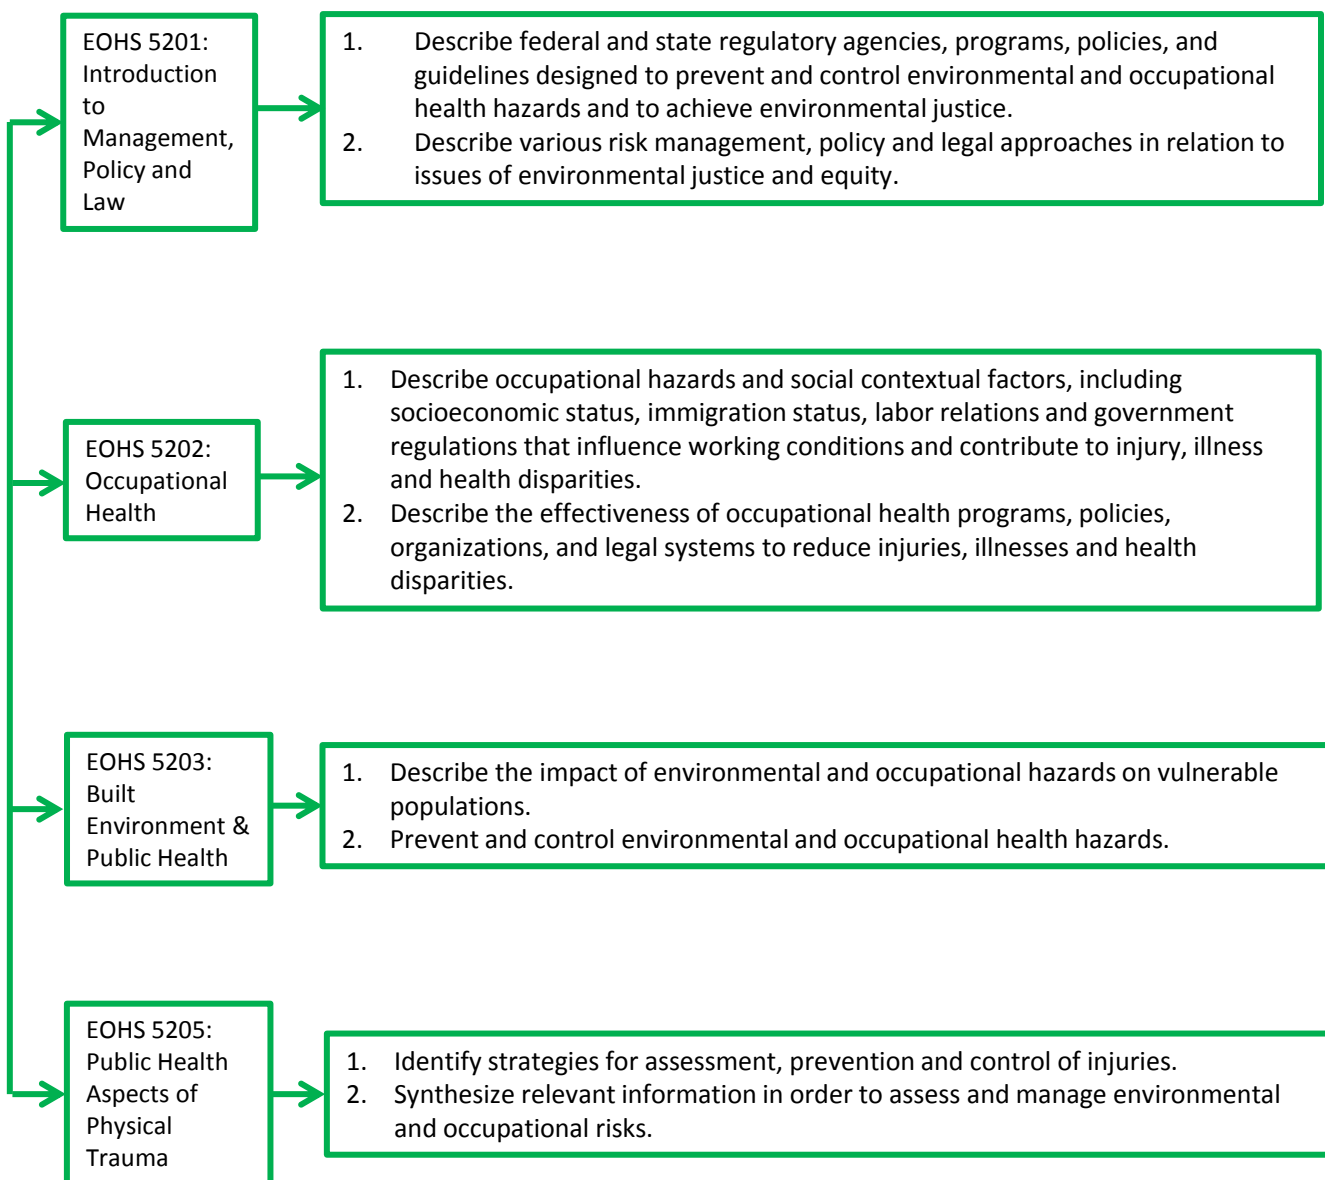 EOHS 5201:
Introduction
to
Management,
Policy and
Law
1. Describe federal and state regulatory agencies, programs, policies, and
guidelines designed to prevent and control environmental and occupational
health hazards and to achieve environmental justice.
2. Describe various risk management, policy and legal approaches in relation to
issues of environmental justice and equity.
EOHS 5202:
Occupational
Health
1. Describe occupational hazards and social contextual factors, including
socioeconomic status, immigration status, labor relations and government
regulations that influence working conditions and contribute to injury, illness
and health disparities.
2. Describe the effectiveness of occupational health programs, policies,
organizations, and legal systems to reduce injuries, illnesses and health
disparities.
EOHS 5203:
Built
Environment &
Public Health
1. Describe the impact of environmental and occupational hazards on vulnerable
populations.
2. Prevent and control environmental and occupational health hazards.
EOHS 5205:
Public Health
Aspects of
Physical
Trauma
1. Identify strategies for assessment, prevention and control of injuries.
2. Synthesize relevant information in order to assess and manage environmental
and occupational risks.